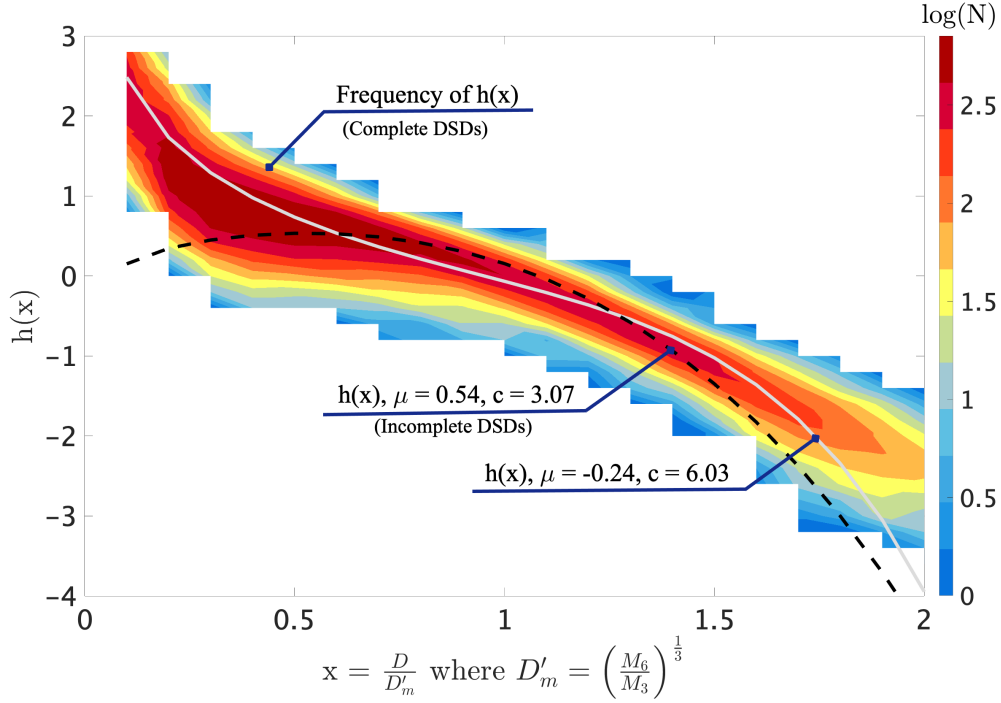 log(N)
3
2
1
0
−1
−2
−3
−4
h(x)
0
0.5
1
1.5
2
2.5
2
1.5
1
0.5
0
Frequency of h(x)
(Complete DSDs)
h(x), μ = 0.54, c = 3.07
(Incomplete DSDs)
h(x), μ = -0.24, c = 6.03
x = D/D′m where D′m = (M6/M3)^1/3